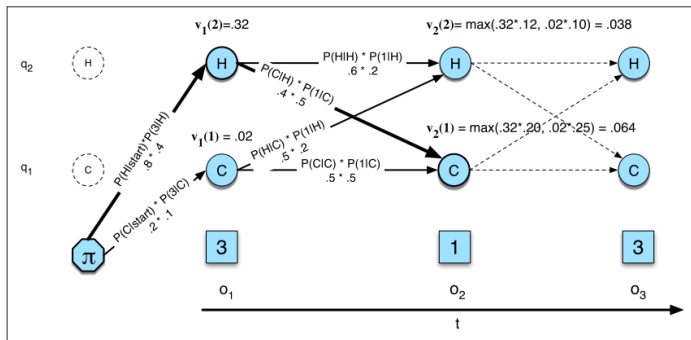 v₁(2)=.32
v₂(2)= max(.32*.12, .02*.10) = .038
q₂
H
H
P(H|H) * P(1|H)
.6 * .2
H
H
P(C|H) * P(1|C)
.4 * .5
P(H|start)*P(3|H)
.8 * .4
v₁(1) = .02
P(H|C) * P(1|H)
.5 * .2
v₂(1) = max(.32*.20, .02*.25) = .064
q₁
C
C
P(C|C) * P(1|C)
.5 * .5
C
C
P(C|start) * P(3|C)
.2 * .1
π
3
1
3
o₁
o₂
o₃
t